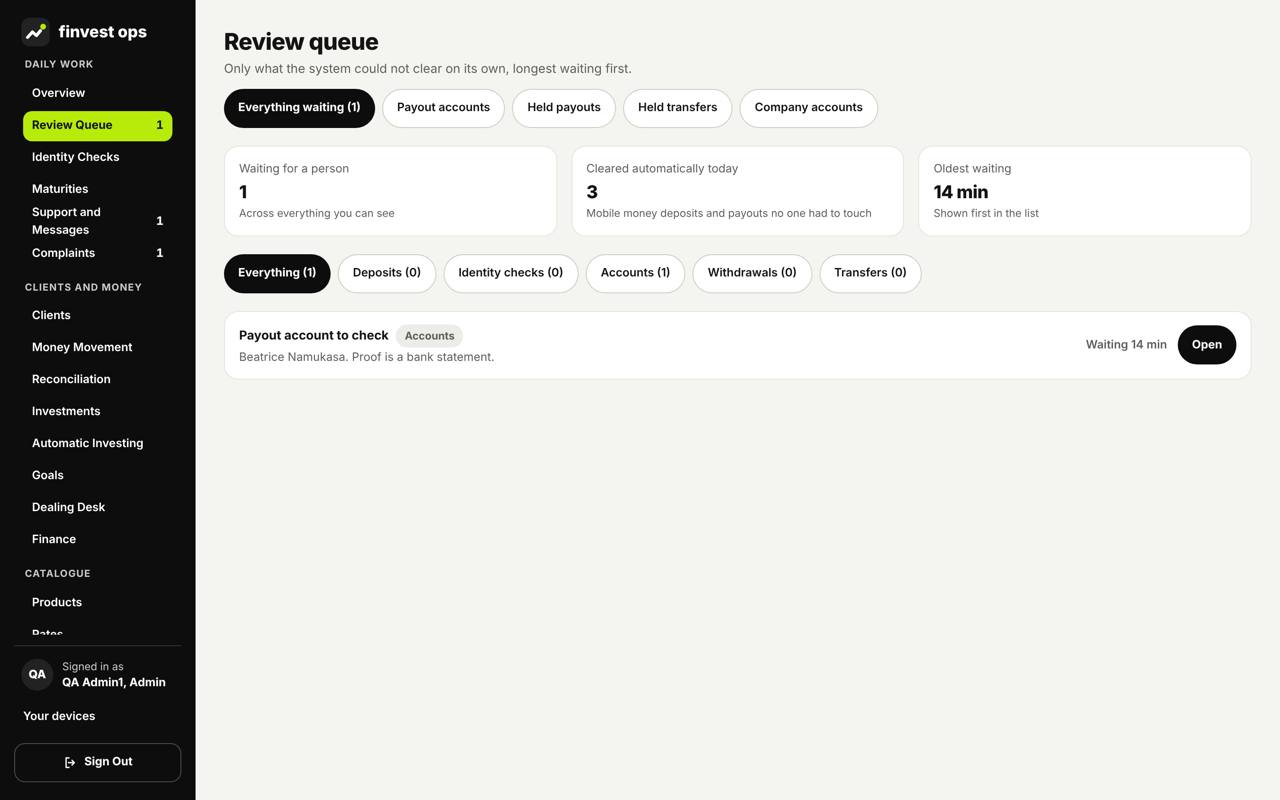 finvest ops
DAILY WORK
Overview
Review Queue 1
Identity Checks
Maturities
Support and
Messages 1
Complaints 1
CLIENTS AND MONEY
Clients
Money Movement
Reconciliation
Investments
Automatic Investing
Goals
Dealing Desk
Finance
CATALOGUE
Products
Rates
QA
Signed in as
QA Admin1, Admin
Your devices
Sign Out
Review queue
Only what the system could not clear on its own, longest waiting first.
Everything waiting (1) Payout accounts Held payouts Held transfers Company accounts
Waiting for a person
1
Across everything you can see
Cleared automatically today
3
Mobile money deposits and payouts no one had to touch
Oldest waiting
14 min
Shown first in the list
Everything (1) Deposits (0) Identity checks (0) Accounts (1) Withdrawals (0) Transfers (0)
Payout account to check Accounts
Beatrice Namukasa. Proof is a bank statement.
Waiting 14 min Open